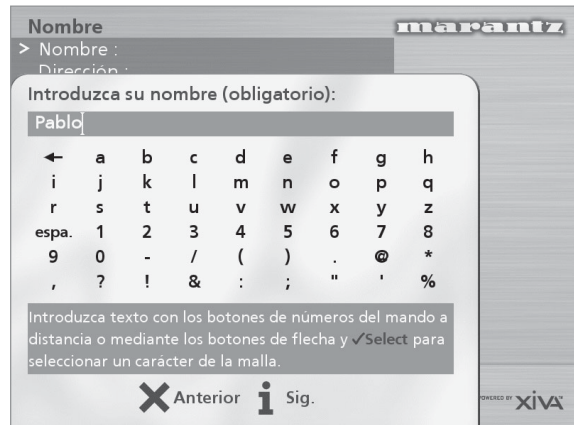 Nombre
marantz
> Nombre :
Dirección :
Introduzca su nombre (obligatorio):
Pablo
← a b c d e f g h
i j k l m n o p q
r s t u v w x y z
espa. 1 2 3 4 5 6 7 8
9 0 - / ( ) . @ *
, ? ! & : ; " ' %
Introduzca texto con los botones de números del mando a
distancia o mediante los botones de flecha y ✓Select para
seleccionar un carácter de la malla.
Anterior Sig.
POWERED BY XiVA™